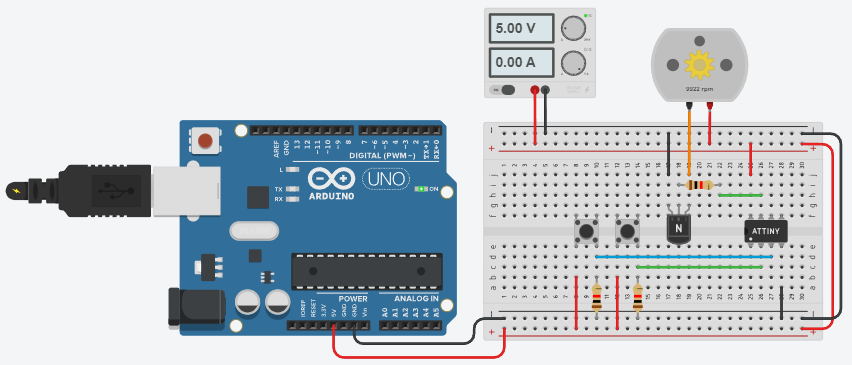 5.00 V
0.00 A
9922 rpm
AREF
GND
13
12
~11
~10
~9
8
7
~6
~5
4
~3
2
TX→1
RX←0
DIGITAL (PWM~)
L
TX
RX
UNO
ON
ARDUINO
N
ATTINY
POWER
ANALOG IN
IOREF
RESET
3.3V
5V
GND
GND
Vin
A0
A1
A2
A3
A4
A5
j
i
h
g
f
e
d
c
b
a